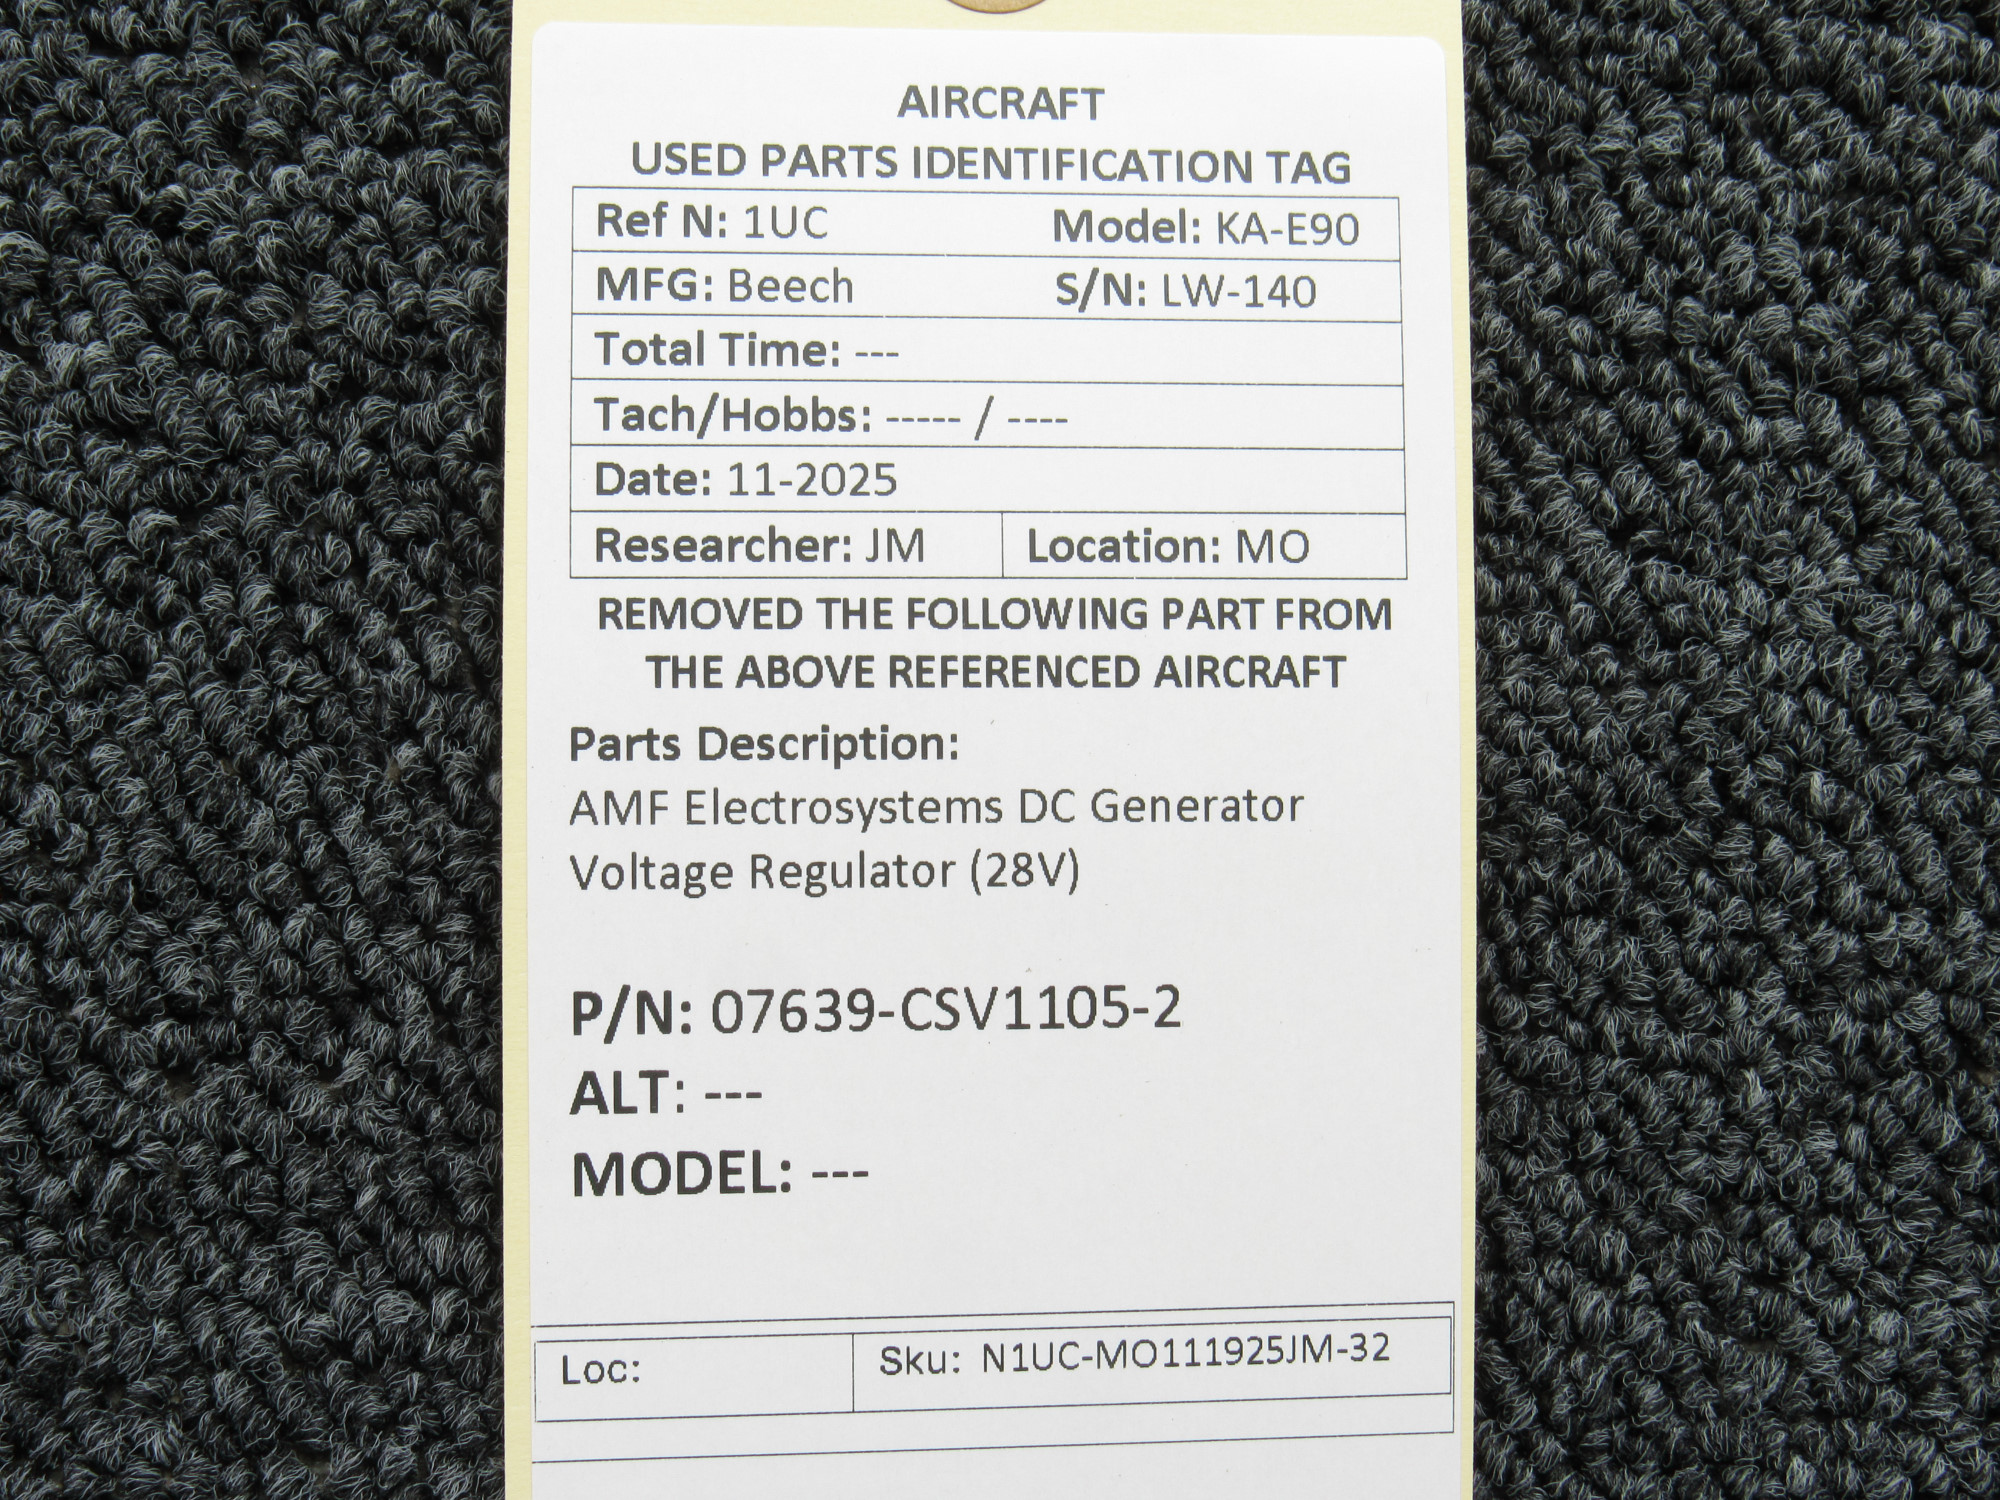 AIRCRAFT
USED PARTS IDENTIFICATION TAG
Ref N: 1UC Model: KA-E90
MFG: Beech S/N: LW-140
Total Time: ---
Tach/Hobbs: ----- / ----
Date: 11-2025
Researcher: JM Location: MO
REMOVED THE FOLLOWING PART FROM
THE ABOVE REFERENCED AIRCRAFT
Parts Description:
AMF Electrosystems DC Generator
Voltage Regulator (28V)
P/N: 07639-CSV1105-2
ALT: ---
MODEL: ---
Loc: Sku: N1UC-MO111925JM-32